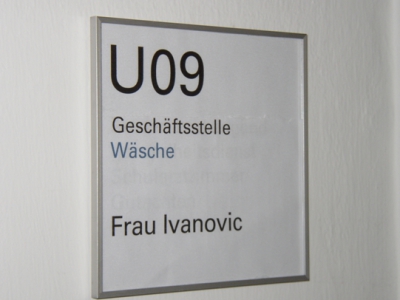 U09
Geschäftsstelle
Wäsche
Frau Ivanovic